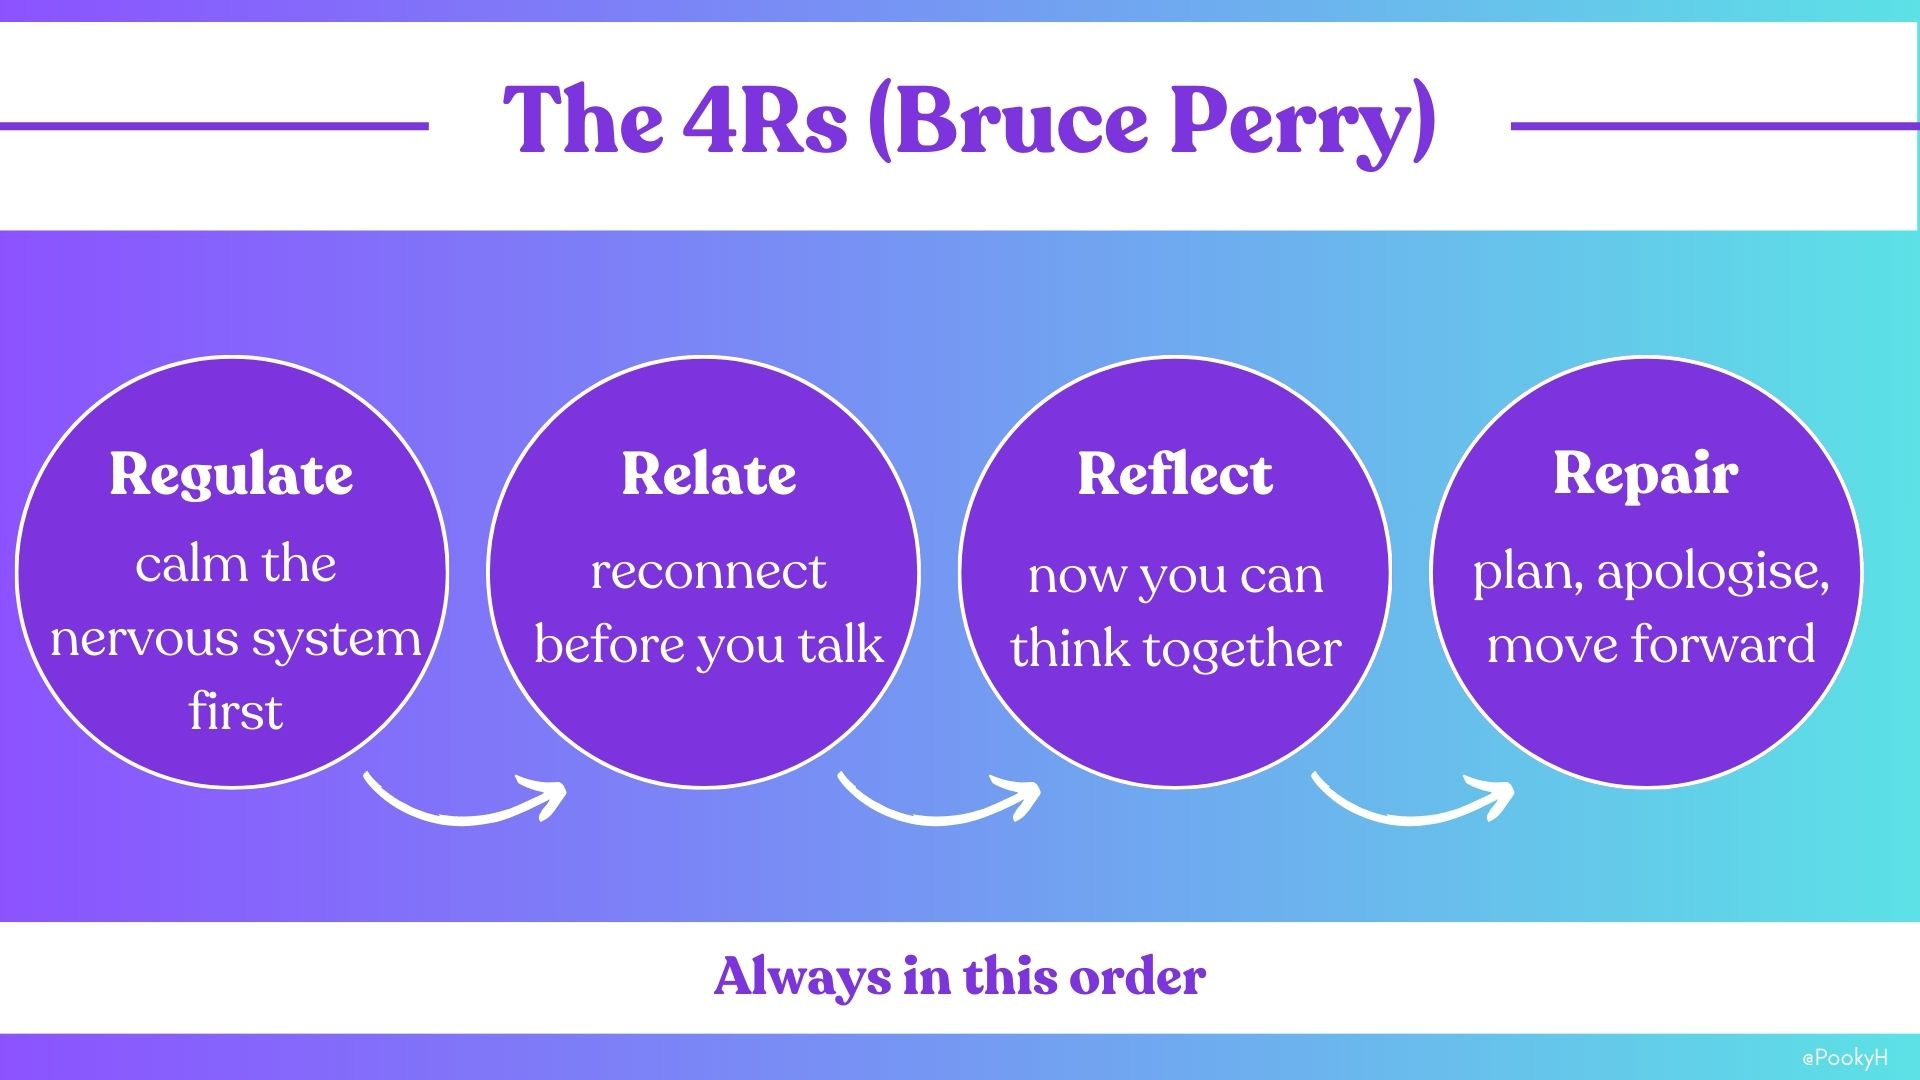 The 4Rs (Bruce Perry)
Regulate
calm the
nervous system
first
Relate
reconnect
before you talk
Reflect
now you can
think together
Repair
plan, apologise,
move forward
Always in this order
@PookyH